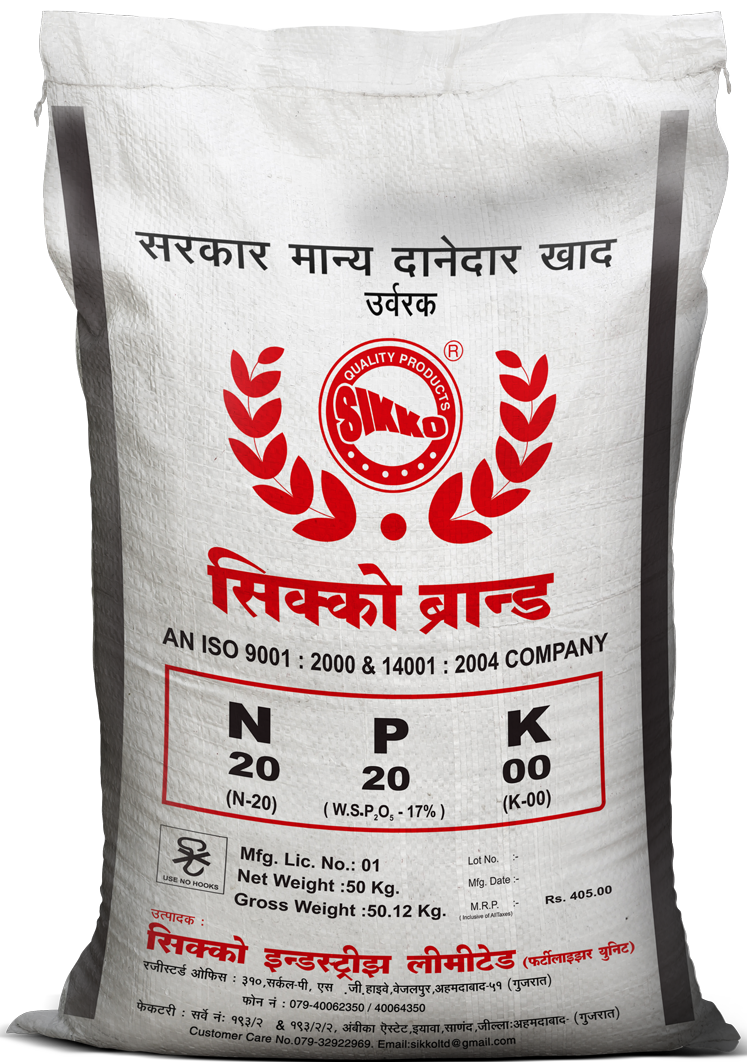 सरकार मान्य दानेदार खाद
उर्वरक
QUALITY PRODUCTS
®
SIKKO
सिक्को ब्रान्ड
AN ISO 9001 : 2000 & 14001 : 2004 COMPANY
N P K
20 20 00
(N-20) (W.S.P₂O₅ - 17%) (K-00)
USE NO HOOKS
Mfg. Lic. No.: 01
Net Weight :50 Kg.
Gross Weight :50.12 Kg.
Lot No. :-
Mfg. Date :-
M.R.P. :- Rs. 405.00
(Inclusive of AllTaxes)
उत्पादक :
सिक्को इन्डस्ट्रीझ लीमीटेड (फर्टीलाइझर युनिट)
रजीस्टर्ड ओफिस : ३१०,सर्कल-पी, एस .जी.हाइवे,वेजलपुर,अहमदाबाद-५१ (गुजरात)
फोन नं : 079-40062350 / 40064350
फेकटरी : सर्वे नंः १९३/२ & १९३/२/२, अंबीका ऐस्टेट,इयावा,साणंद,जील्लाःअहमदाबाद- (गुजरात)
Customer Care No.079-32922969. Email:sikkoltd@gmail.com